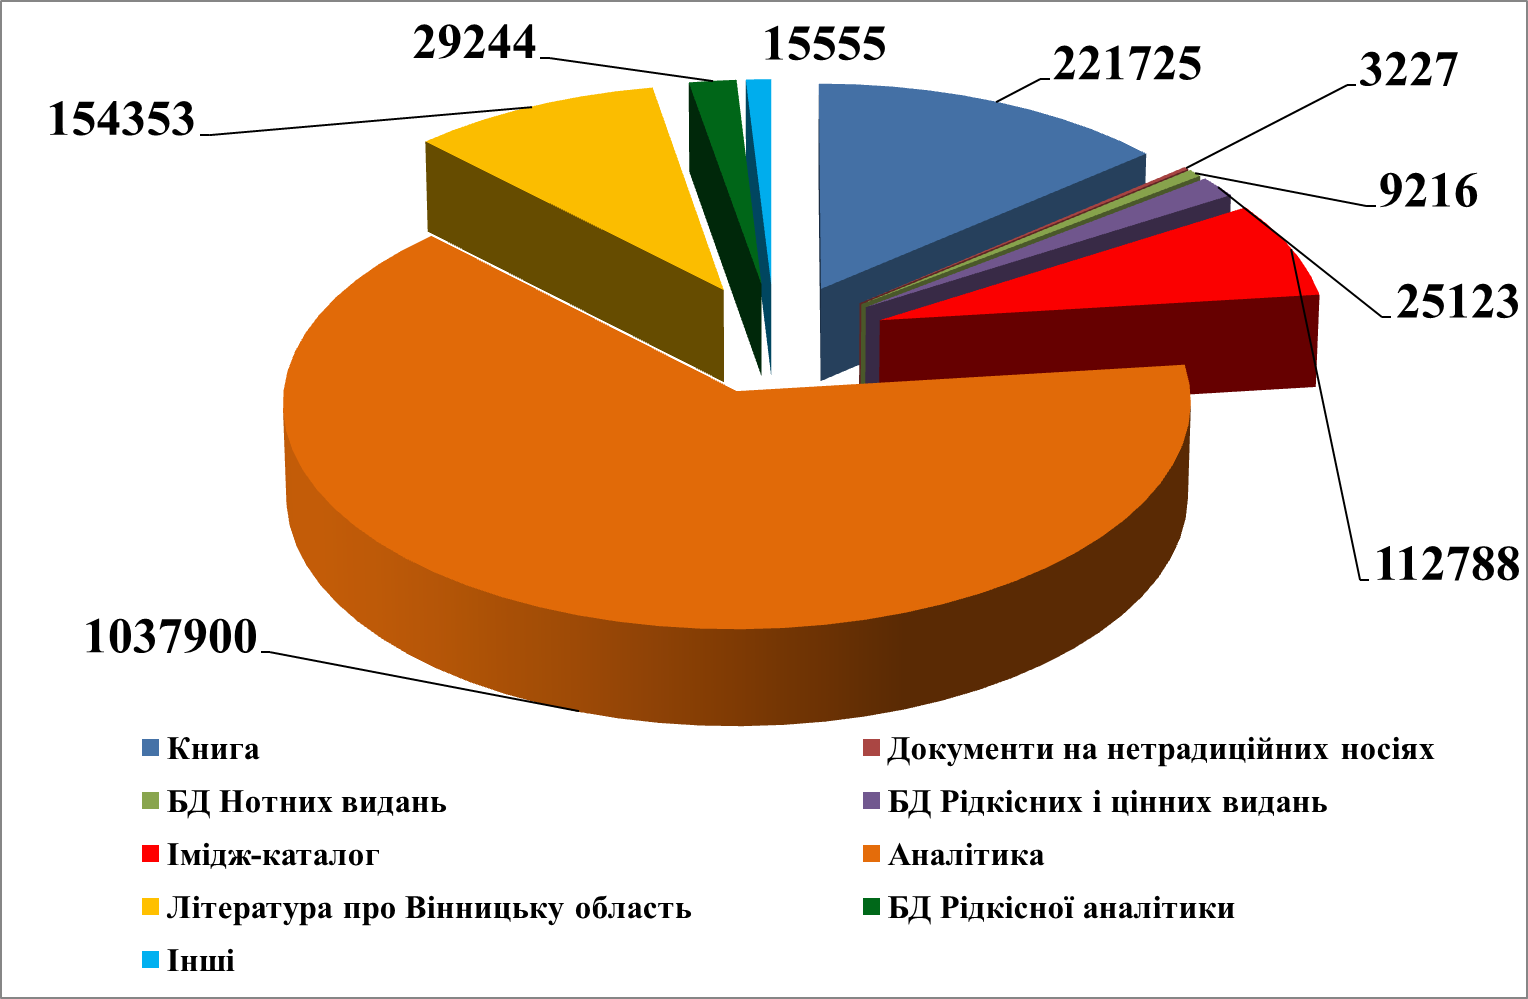 29244
15555
221725
3227
154353
9216
25123
112788
1037900
Книга
Документи на нетрадиційних носіях
БД Нотних видань
БД Рідкісних і цінних видань
Імідж-каталог
Аналітика
Література про Вінницьку область
БД Рідкісної аналітики
Інші